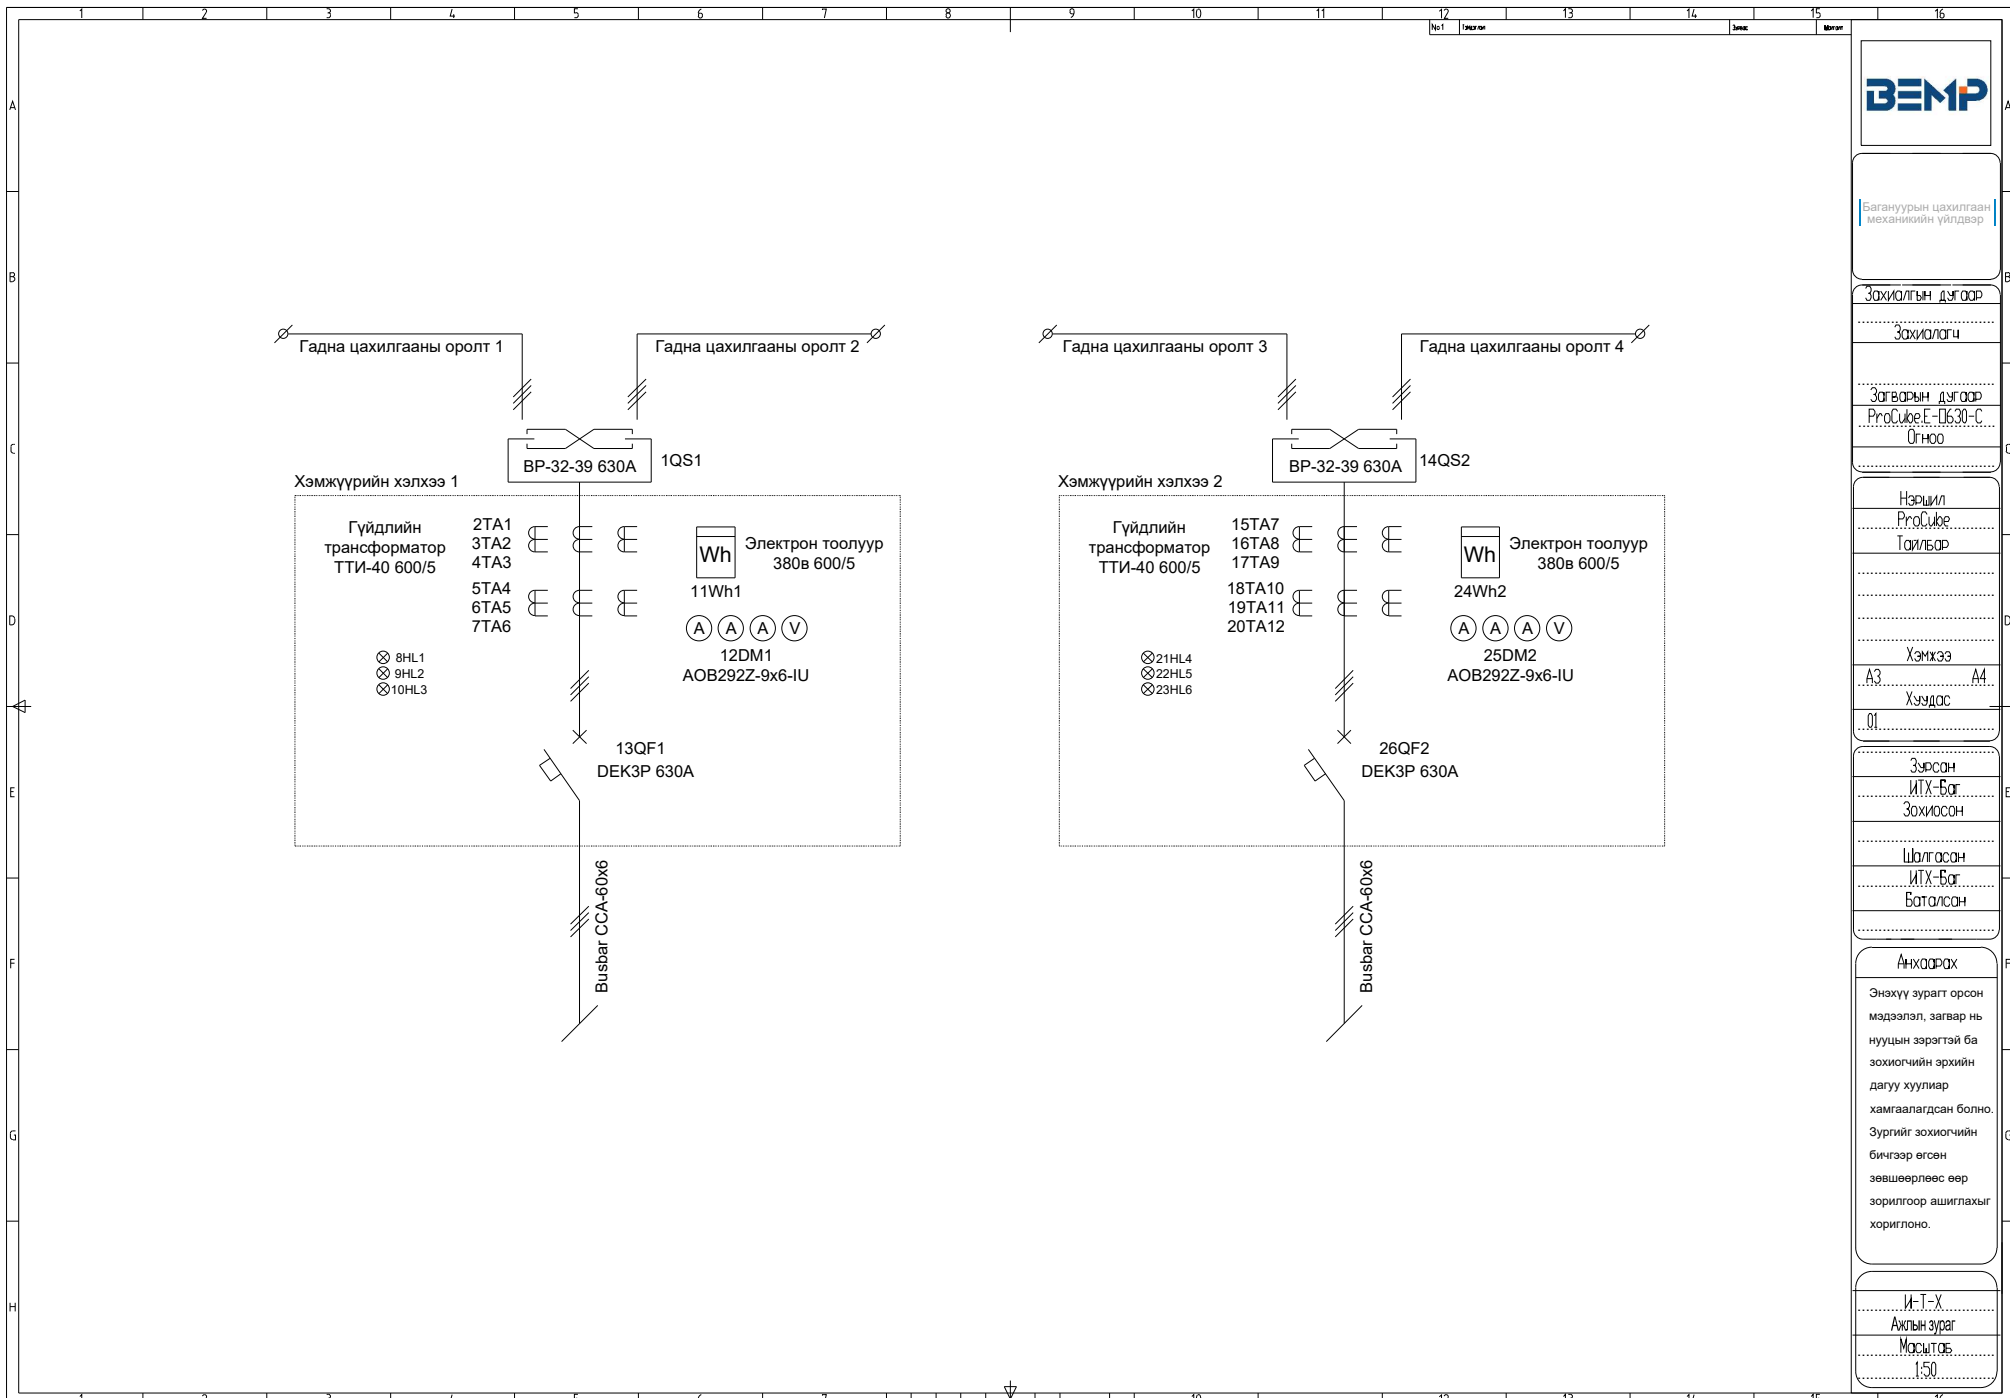 1 2 3 4 5 6 7 8 9 10 11 12 13 14 15 16
No1
A
B
C
D
E
F
G
H
Гадна цахилгааны оролт 1
Гадна цахилгааны оролт 2
ВР-32-39 630А
1QS1
Хэмжүүрийн хэлхээ 1
Гүйдлийн
трансформатор
ТТИ-40 600/5
2TA1
3TA2
4TA3
5TA4
6TA5
7TA6
Wh
Электрон тоолуур
380в 600/5
11Wh1
A A A V
12DM1
AOB292Z-9x6-IU
8HL1
9HL2
10HL3
13QF1
DEK3P 630A
Busbar CCA-60x6
Гадна цахилгааны оролт 3
Гадна цахилгааны оролт 4
ВР-32-39 630А
14QS2
Хэмжүүрийн хэлхээ 2
Гүйдлийн
трансформатор
ТТИ-40 600/5
15TA7
16TA8
17TA9
18TA10
19TA11
20TA12
Wh
Электрон тоолуур
380в 600/5
24Wh2
A A A V
25DM2
AOB292Z-9x6-IU
21HL4
22HL5
23HL6
26QF2
DEK3P 630A
Busbar CCA-60x6
BEMP
Багануурын цахилгаан
механикийн үйлдвэр
Захиалгын дугаар
Захиалагч
Загварын дугаар
ProCube.E-0630-C
Огноо
Нэршил
ProCube
Тайлбар
Хэмжээ
A3 A4
Хуудас
01
Зурсан
ИТХ-Баг
Зохиосон
Шалгасан
ИТХ-Баг
Баталсан
Анхаарах
Энэхүү зурагт орсон
мэдээлэл, загвар нь
нууцын зэрэгтэй ба
зохиогчийн эрхийн
дагуу хуулиар
хамгаалагдсан болно.
Зургийг зохиогчийн
бичгээр өгсөн
зөвшөөрлөөс өөр
зорилгоор ашиглахыг
хориглоно.
И-Т-Х
Ажлын зураг
Масштаб
1:50